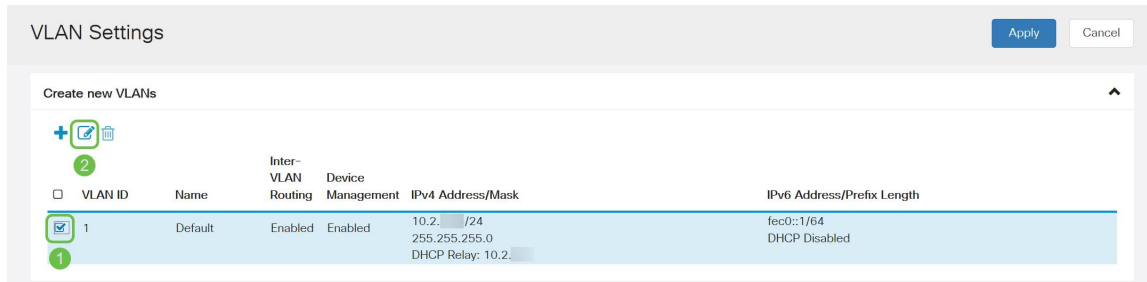 VLAN Settings
Apply
Cancel
Create new VLANs
2
Inter-
VLAN Device
VLAN ID Name Routing Management IPv4 Address/Mask IPv6 Address/Prefix Length
1 Default Enabled Enabled 10.2. /24 fec0::1/64
255.255.255.0 DHCP Disabled
1 DHCP Relay: 10.2.